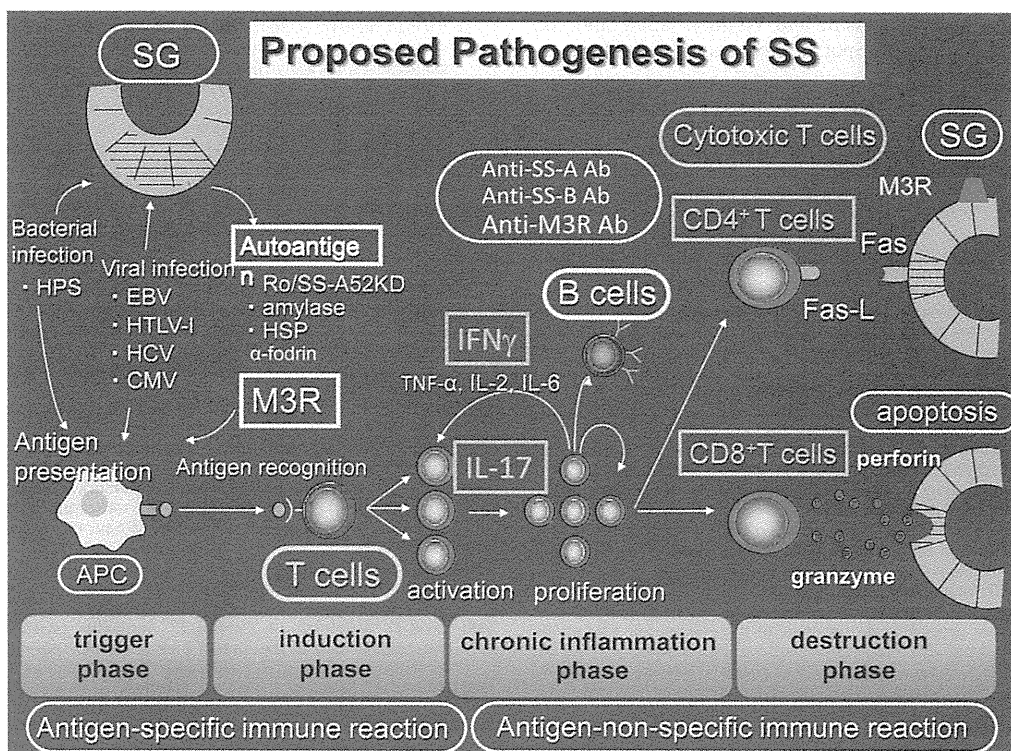 Proposed Pathogenesis of SS
SG
Bacterial
infection
・HPS
Viral infection
・EBV
・HTLV-I
・HCV
・CMV
Autoantige
n
Ro/SS-A52KD
・amylase
・HSP
α-fodrin
M3R
Antigen
presentation
APC
Antigen recognition
T cells
activation
proliferation
IFNγ
TNF-α, IL-2, IL-6
IL-17
Anti-SS-A Ab
Anti-SS-B Ab
Anti-M3R Ab
B cells
Cytotoxic T cells
CD4⁺T cells
Fas-L
Fas
M3R
SG
CD8⁺T cells
perforin
granzyme
apoptosis
trigger
phase
induction
phase
chronic inflammation
phase
destruction
phase
Antigen-specific immune reaction
Antigen-non-specific immune reaction